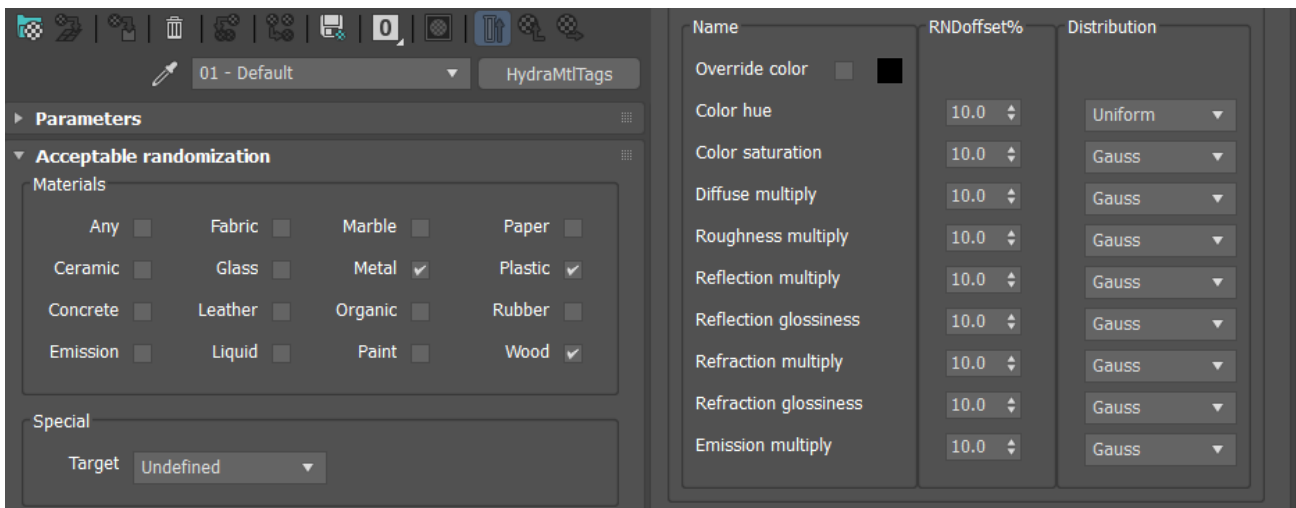 0
01 - Default
HydraMtlTags
Parameters
Acceptable randomization
Materials
Any Fabric Marble Paper
Ceramic Glass Metal Plastic
Concrete Leather Organic Rubber
Emission Liquid Paint Wood
Special
Target Undefined
Name RNDoffset% Distribution
Override color
Color hue 10.0 Uniform
Color saturation 10.0 Gauss
Diffuse multiply 10.0 Gauss
Roughness multiply 10.0 Gauss
Reflection multiply 10.0 Gauss
Reflection glossiness 10.0 Gauss
Refraction multiply 10.0 Gauss
Refraction glossiness 10.0 Gauss
Emission multiply 10.0 Gauss